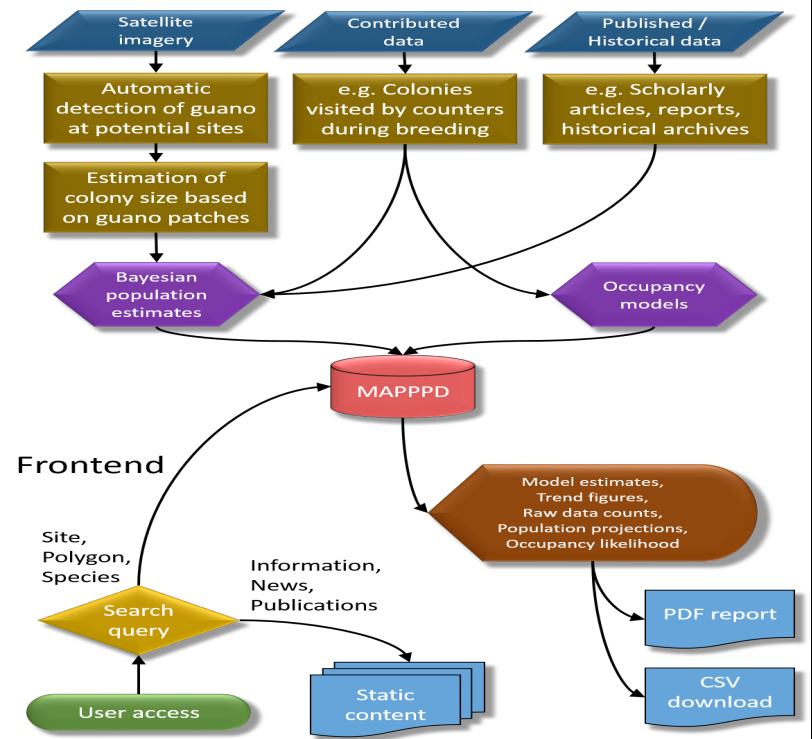 Satellite
imagery
Contributed
data
Published /
Historical data
Automatic
detection of guano
at potential sites
e.g. Colonies
visited by counters
during breeding
e.g. Scholarly
articles, reports,
historical archives
Estimation of
colony size based
on guano patches
Bayesian
population
estimates
Occupancy
models
MAPPPD
Frontend
Model estimates,
Trend figures,
Raw data counts,
Population projections,
Occupancy likelihood
Site,
Polygon,
Species
Information,
News,
Publications
Search
query
PDF report
Static
content
CSV
download
User access